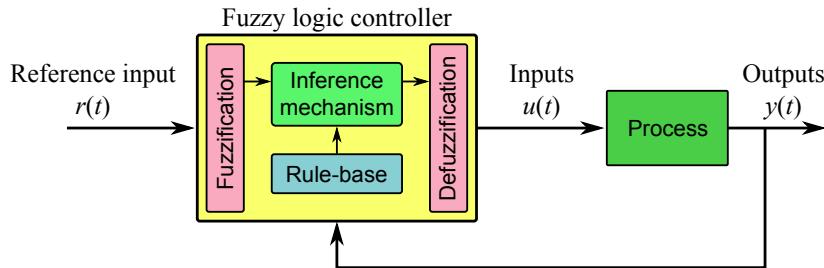 Fuzzy logic controller
Reference input
r(t)
Fuzzification
Inference
mechanism
Rule-base
Defuzzification
Inputs
u(t)
Process
Outputs
y(t)